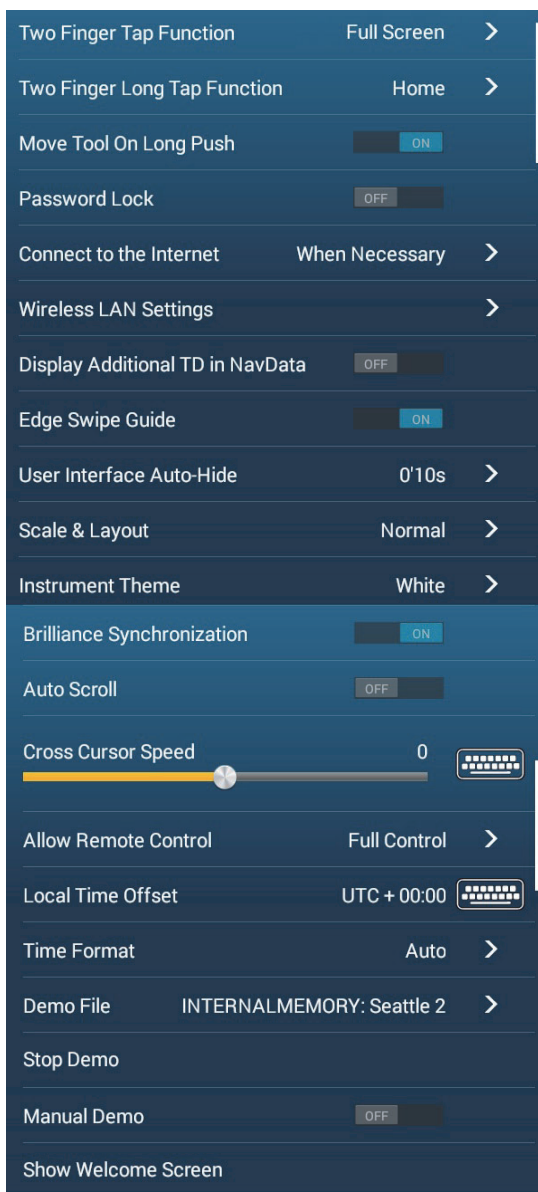 Two Finger Tap Function Full Screen
Two Finger Long Tap Function Home
Move Tool On Long Push ON
Password Lock OFF
Connect to the Internet When Necessary
Wireless LAN Settings
Display Additional TD in NavData OFF
Edge Swipe Guide ON
User Interface Auto-Hide 0'10s
Scale & Layout Normal
Instrument Theme White
Brilliance Synchronization ON
Auto Scroll OFF
Cross Cursor Speed 0
Allow Remote Control Full Control
Local Time Offset UTC + 00:00
Time Format Auto
Demo File INTERNALMEMORY: Seattle 2
Stop Demo
Manual Demo OFF
Show Welcome Screen